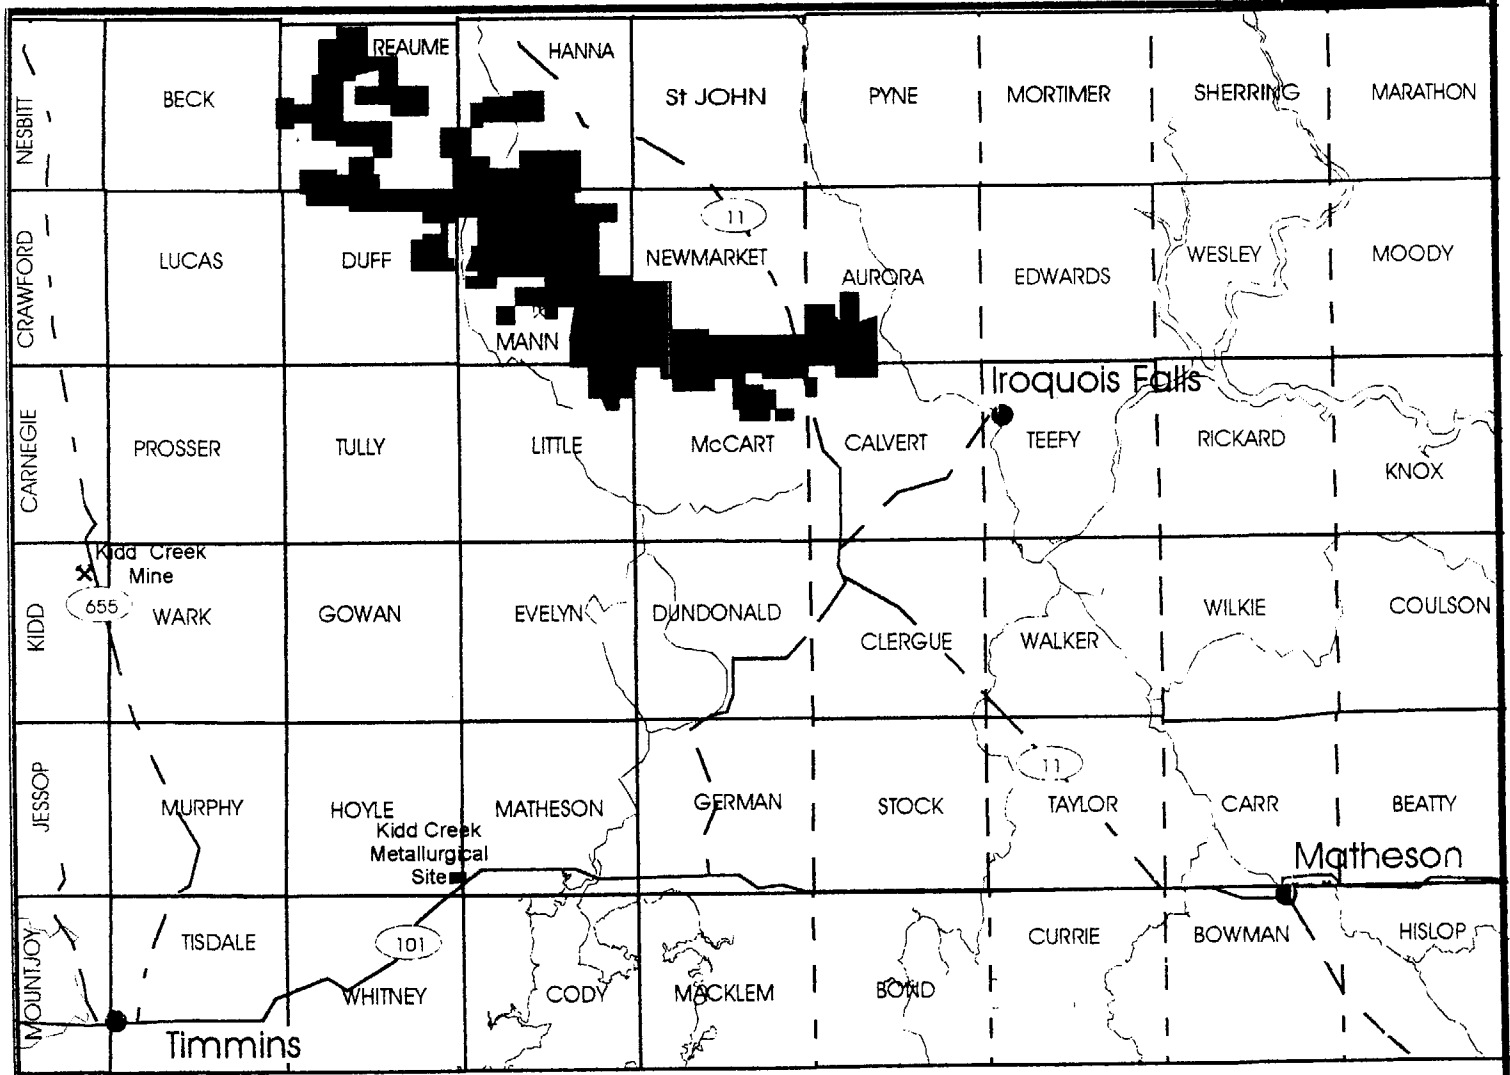 REAUME
HANNA
NESBITT
BECK
St JOHN
PYNE
MORTIMER
SHERRING
MARATHON
11
CRAWFORD
LUCAS
DUFF
NEWMARKET
AURORA
EDWARDS
WESLEY
MOODY
MANN
Iroquois Falls
CARNEGIE
PROSSER
TULLY
LITTLE
McCART
CALVERT
TEEFY
RICKARD
KNOX
Kidd Creek
Mine
655
KIDD
WARK
GOWAN
EVELYN
DUNDONALD
CLERGUE
WALKER
WILKIE
COULSON
11
JESSOP
MURPHY
HOYLE
MATHESON
GERMAN
STOCK
TAYLOR
CARR
BEATTY
Kidd Creek
Metallurgical
Site
Matheson
MOUNTJOY
TISDALE
101
WHITNEY
CODY
MACKLEM
BOND
CURRIE
BOWMAN
HISLOP
Timmins